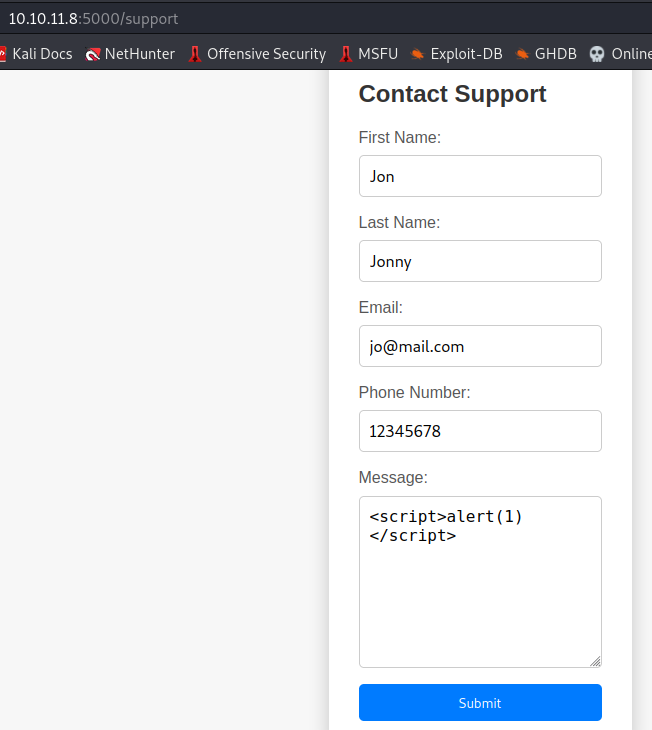 10.10.11.8:5000/support
Kali Docs NetHunter Offensive Security MSFU Exploit-DB GHDB Online
Contact Support
First Name:
Jon
Last Name:
Jonny
Email:
jo@mail.com
Phone Number:
12345678
Message:
<script>alert(1)
</script>
Submit